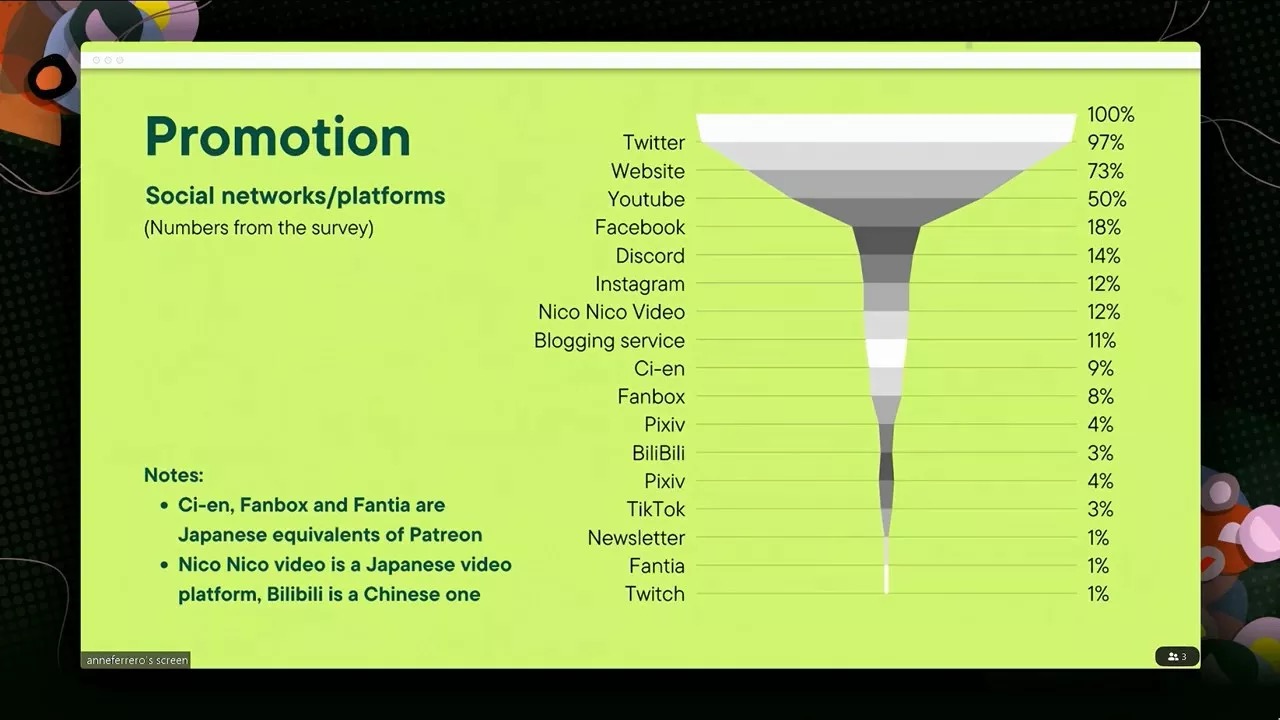 Promotion
Social networks/platforms
(Numbers from the survey)
100%
Twitter 97%
Website 73%
Youtube 50%
Facebook 18%
Discord 14%
Instagram 12%
Nico Nico Video 12%
Blogging service 11%
Ci-en 9%
Fanbox 8%
Pixiv 4%
BiliBili 3%
Pixiv 4%
TikTok 3%
Newsletter 1%
Fantia 1%
Twitch 1%
Notes:
• Ci-en, Fanbox and Fantia are
Japanese equivalents of Patreon
• Nico Nico video is a Japanese video
platform, Bilibili is a Chinese one
anneferrero's screen
3